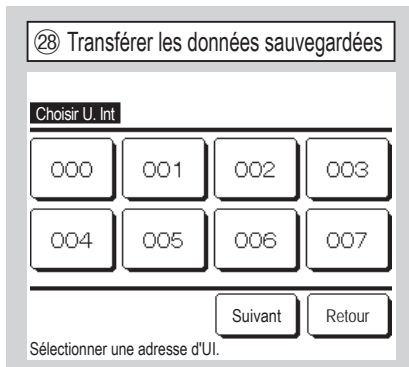 ㉘ Transférer les données sauvegardées
Choisir U. Int
000 001 002 003
004 005 006 007
Suivant Retour
Sélectionner une adresse d'UI.